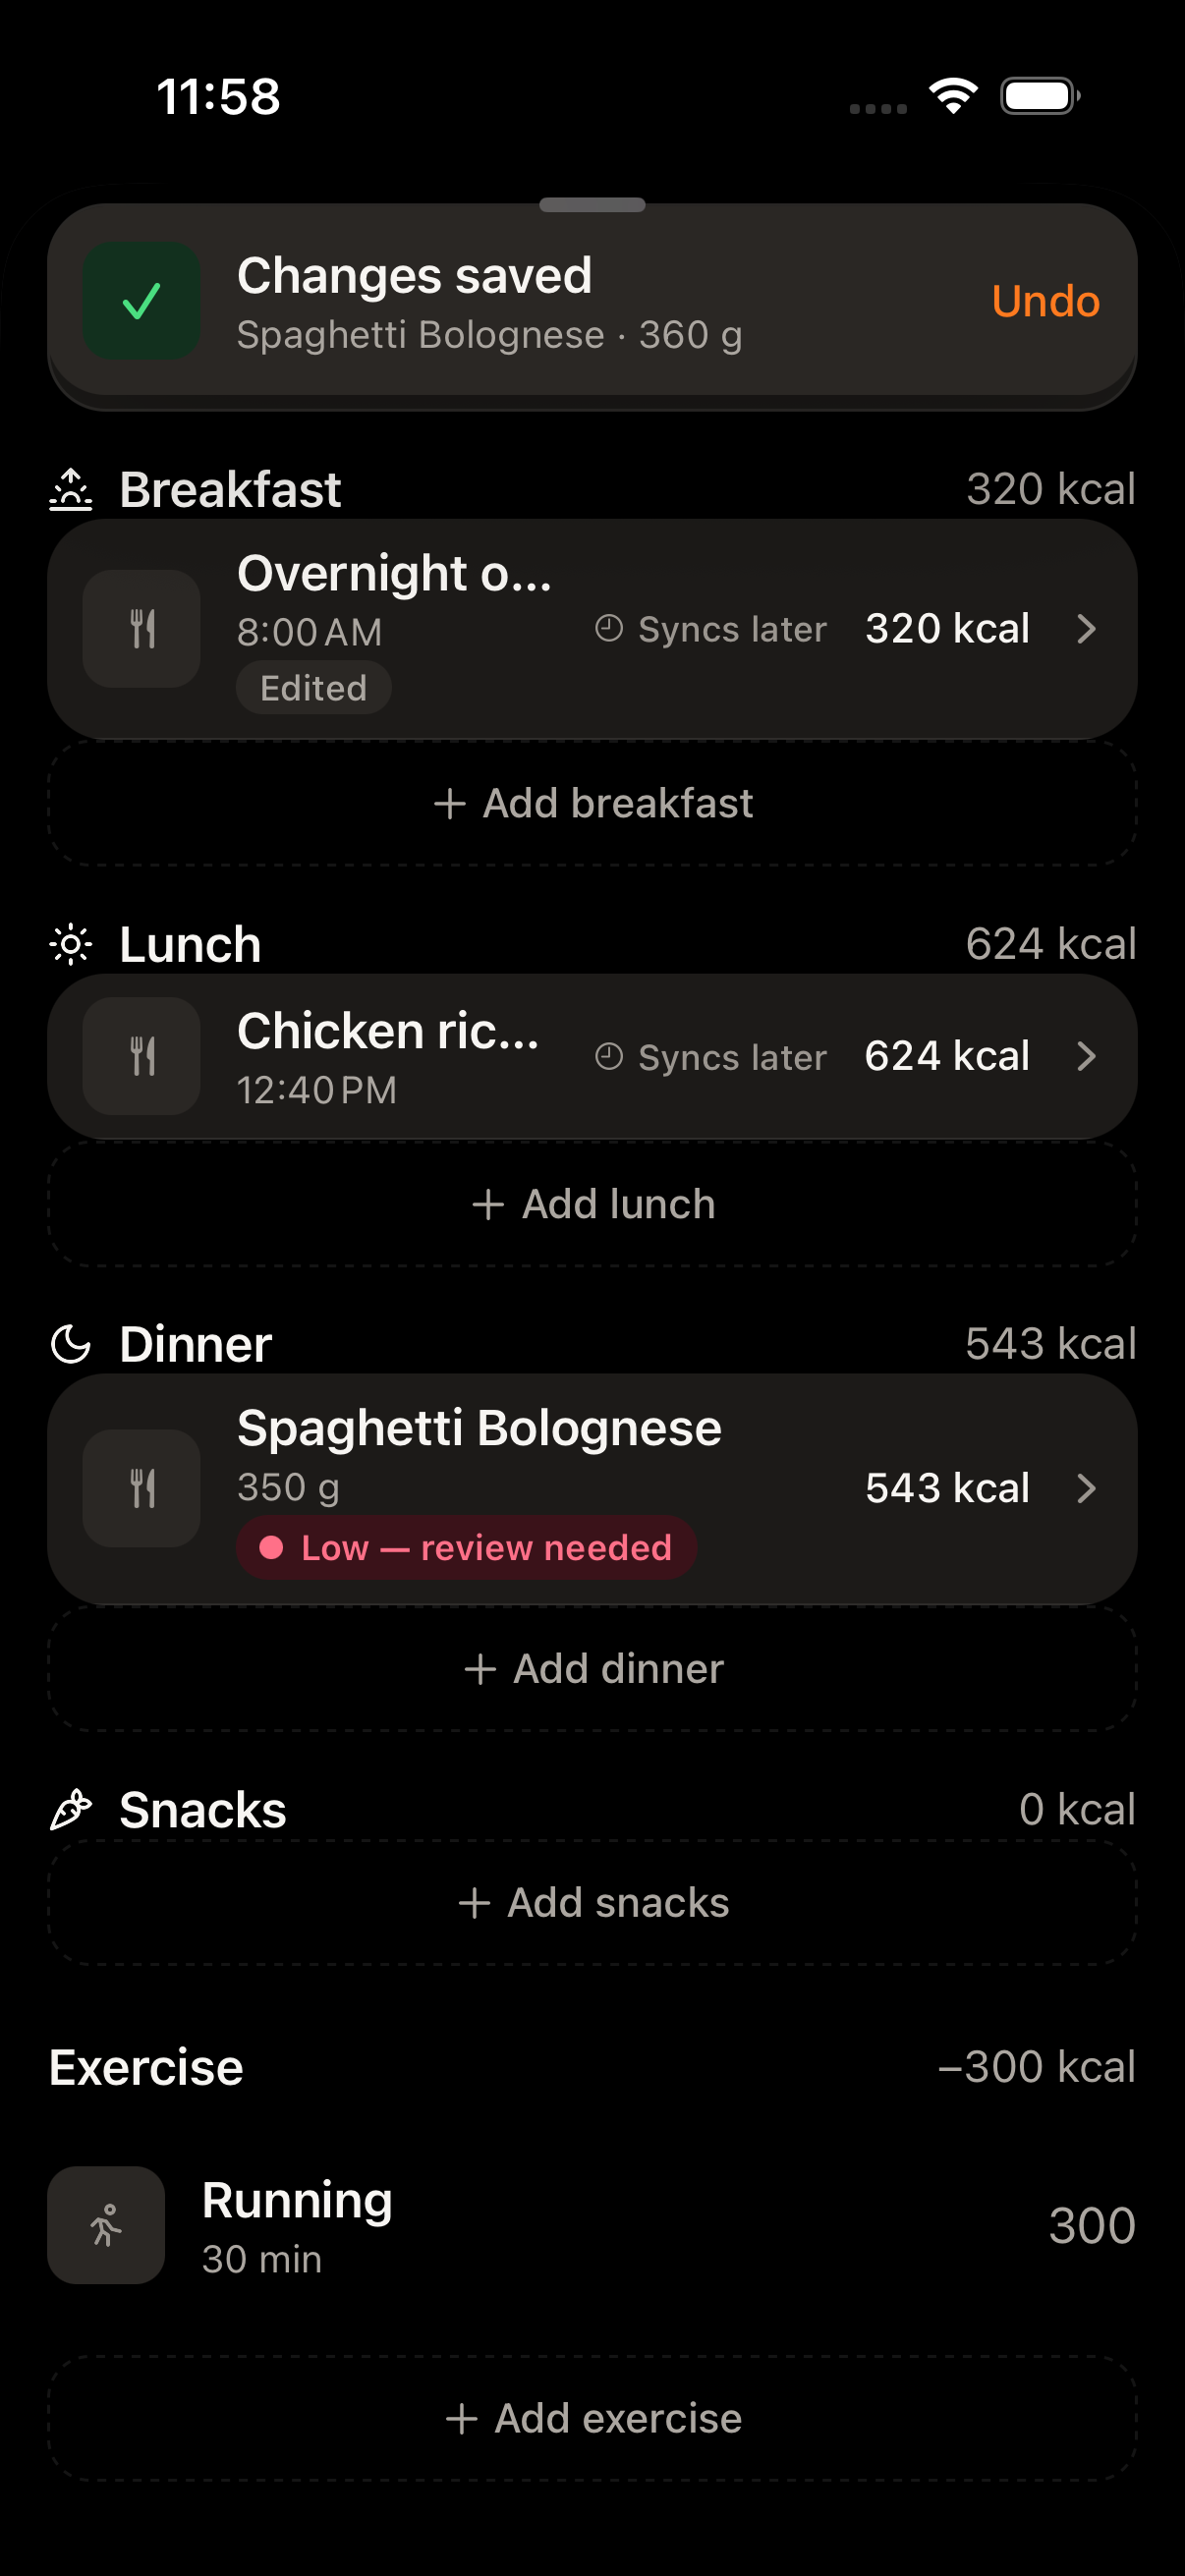 11:58
Changes saved
Spaghetti Bolognese · 360 g
Undo
Breakfast
320 kcal
Overnight o...
8:00 AM
Edited
Syncs later
320 kcal
+ Add breakfast
Lunch
624 kcal
Chicken ric...
12:40 PM
Syncs later
624 kcal
+ Add lunch
Dinner
543 kcal
Spaghetti Bolognese
350 g
Low — review needed
543 kcal
+ Add dinner
Snacks
0 kcal
+ Add snacks
Exercise
–300 kcal
Running
30 min
300
+ Add exercise